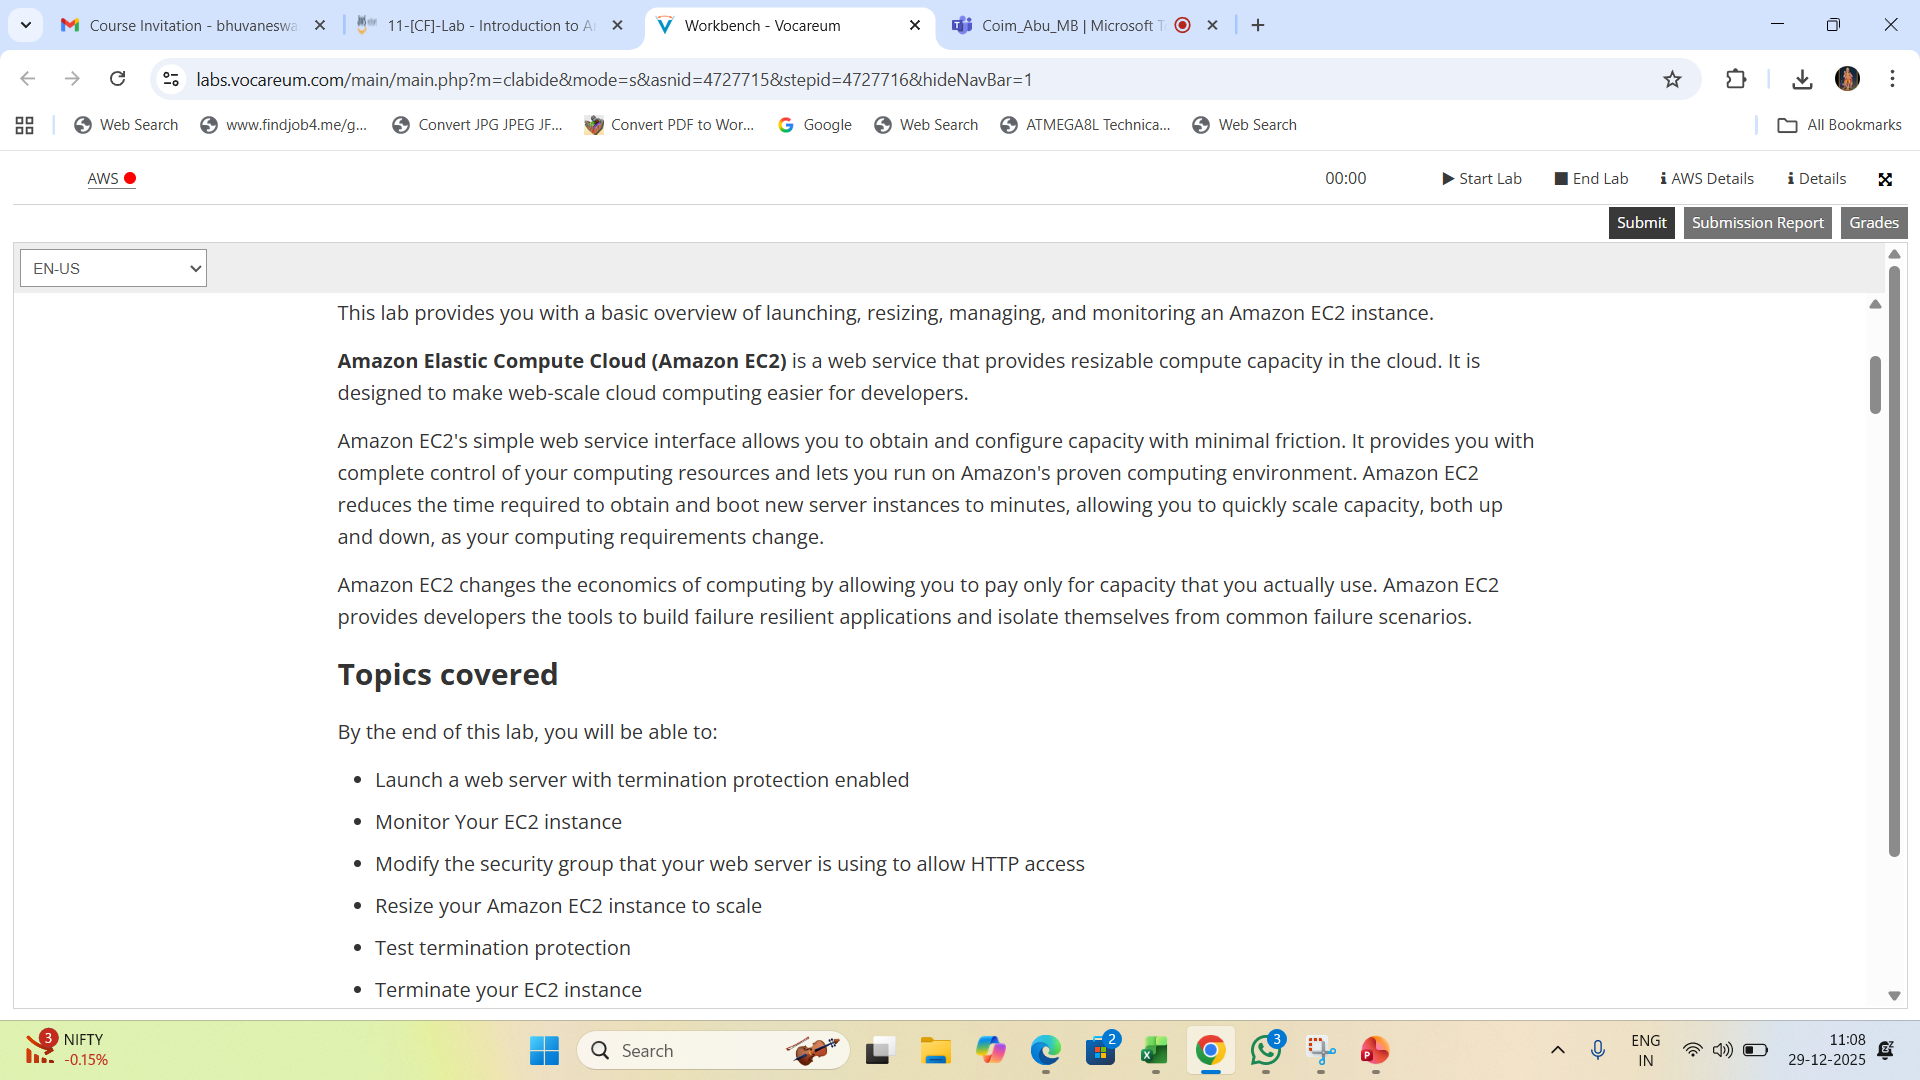 Course Invitation - bhuvaneswa
11-[CF]-Lab - Introduction to A
Workbench - Vocareum
Coim_Abu_MB | Microsoft T
labs.vocareum.com/main/main.php?m=clabide&mode=s&asnid=4727715&stepid=4727716&hideNavBar=1
Web Search
www.findjob4.me/g...
Convert JPG JPEG JF...
Convert PDF to Wor...
Google
Web Search
ATMEGA8L Technica...
Web Search
All Bookmarks
AWS
00:00
Start Lab
End Lab
AWS Details
Details
Submit
Submission Report
Grades
EN-US
This lab provides you with a basic overview of launching, resizing, managing, and monitoring an Amazon EC2 instance.
Amazon Elastic Compute Cloud (Amazon EC2) is a web service that provides resizable compute capacity in the cloud. It is
designed to make web-scale cloud computing easier for developers.
Amazon EC2's simple web service interface allows you to obtain and configure capacity with minimal friction. It provides you with
complete control of your computing resources and lets you run on Amazon's proven computing environment. Amazon EC2
reduces the time required to obtain and boot new server instances to minutes, allowing you to quickly scale capacity, both up
and down, as your computing requirements change.
Amazon EC2 changes the economics of computing by allowing you to pay only for capacity that you actually use. Amazon EC2
provides developers the tools to build failure resilient applications and isolate themselves from common failure scenarios.
Topics covered
By the end of this lab, you will be able to:
• Launch a web server with termination protection enabled
• Monitor Your EC2 instance
• Modify the security group that your web server is using to allow HTTP access
• Resize your Amazon EC2 instance to scale
• Test termination protection
• Terminate your EC2 instance
3
NIFTY
-0.15%
Search
2
3
ENG
IN
11:08
29-12-2025